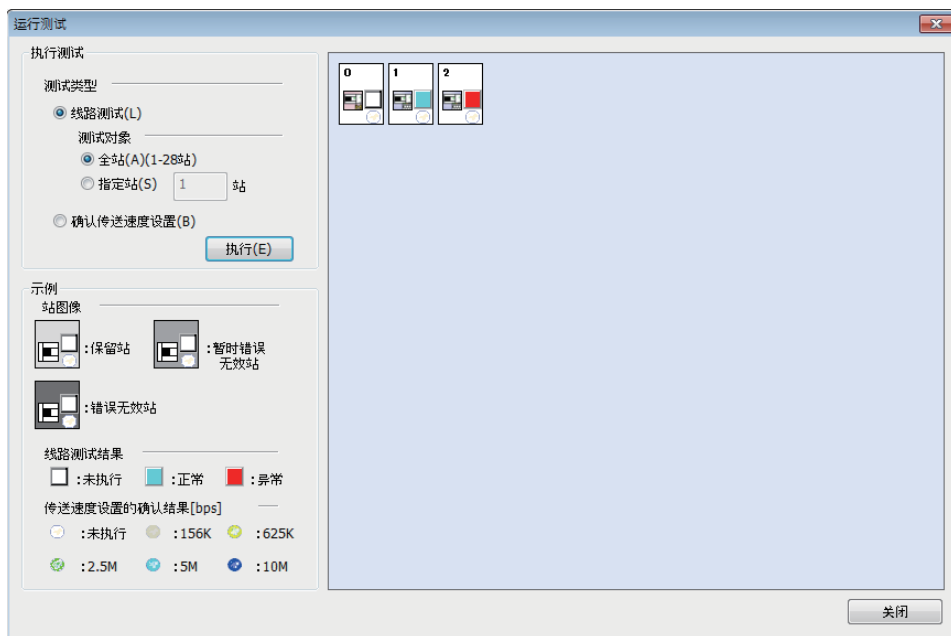 运行测试
执行测试
测试类型
线路测试(L)
测试对象
全站(A)(1-28站)
指定站(S) 1 站
确认传送速度设置(B)
执行(E)
0 1 2
示例
站图像
:保留站 :暂时错误
无效站
:错误无效站
线路测试结果
:未执行 :正常 :异常
传送速度设置的确认结果[bps]
:未执行 :156K :625K
:2.5M :5M :10M
关闭